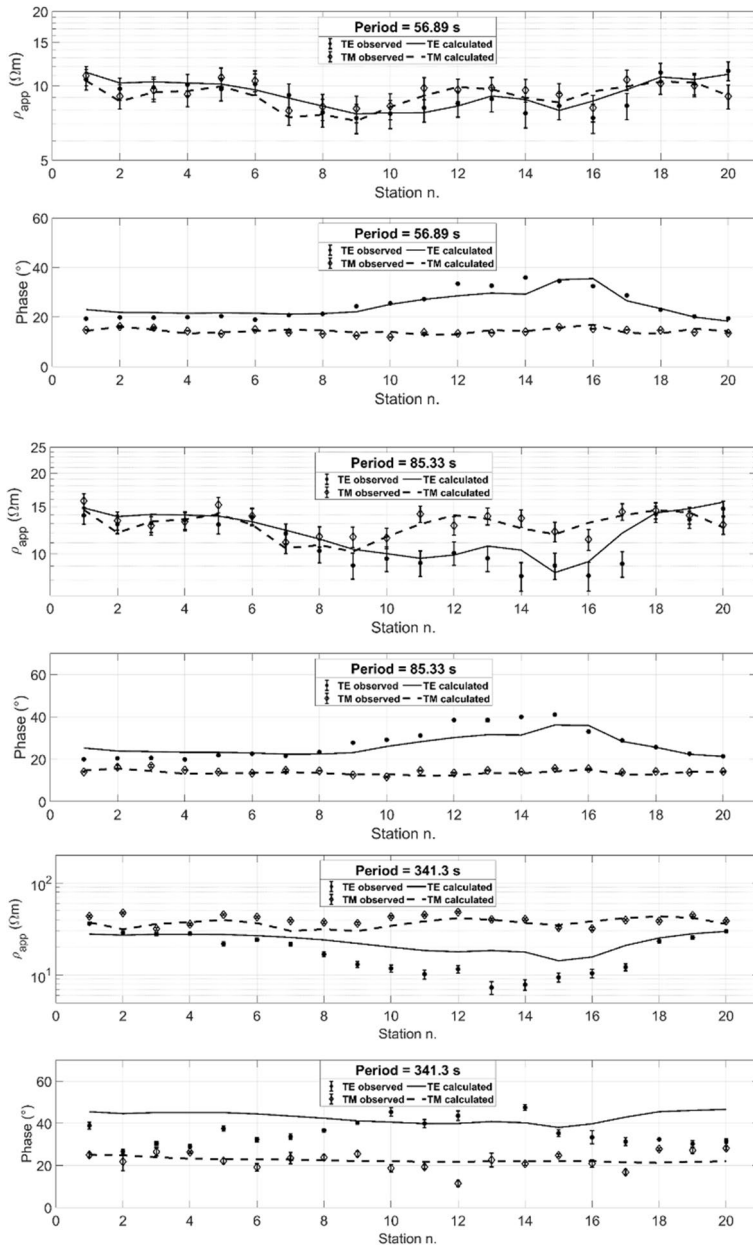 20
15
10
5
ρapp (Ωm)
Period = 56.89 s
TE observed TE calculated
TM observed TM calculated
0 2 4 6 8 10 12 14 16 18 20
Station n.
60
40
20
0
Phase (°)
Period = 56.89 s
TE observed TE calculated
TM observed TM calculated
0 2 4 6 8 10 12 14 16 18 20
Station n.
25
20
15
10
ρapp (Ωm)
Period = 85.33 s
TE observed TE calculated
TM observed TM calculated
0 2 4 6 8 10 12 14 16 18 20
Station n.
60
40
20
0
Phase (°)
Period = 85.33 s
TE observed TE calculated
TM observed TM calculated
0 2 4 6 8 10 12 14 16 18 20
Station n.
10²
10¹
ρapp (Ωm)
Period = 341.3 s
TE observed TE calculated
TM observed TM calculated
0 2 4 6 8 10 12 14 16 18 20
Station n.
60
40
20
0
Phase (°)
Period = 341.3 s
TE observed TE calculated
TM observed TM calculated
0 2 4 6 8 10 12 14 16 18 20
Station n.